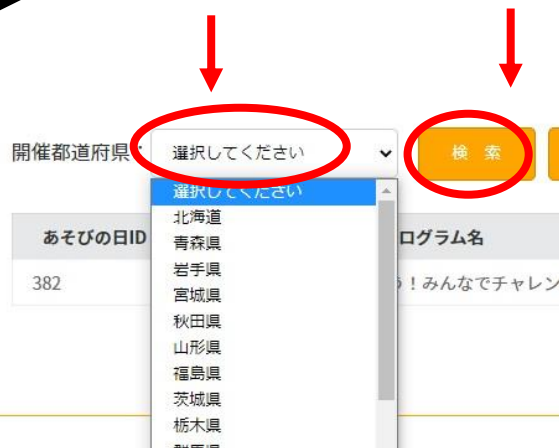 開催都道府県：
選択してください
検 索
選択してください
北海道
青森県
岩手県
宮城県
秋田県
山形県
福島県
茨城県
栃木県
あそびの日ID
ログラム名
382
！みんなでチャレン